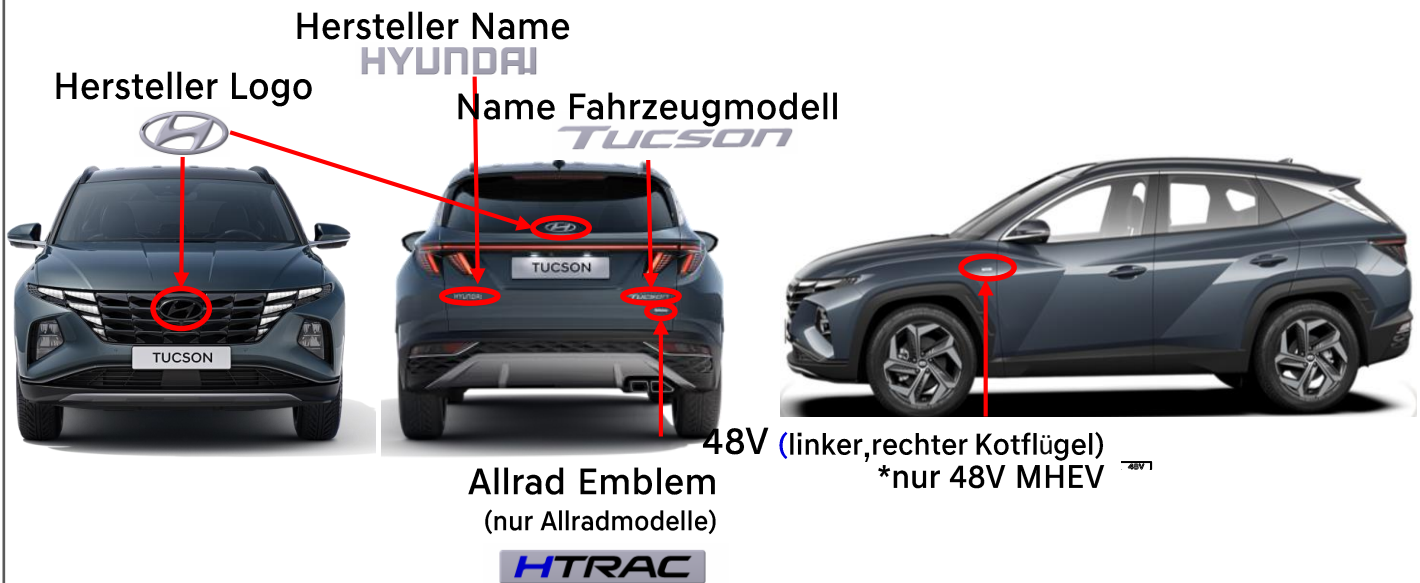 Hersteller Name
HYUNDAI
Hersteller Logo
Name Fahrzeugmodell
TUCSON
TUCSON
HYUNDAI
TUCSON
TUCSON
48V (linker,rechter Kotflügel)
*nur 48V MHEV
48V
Allrad Emblem
(nur Allradmodelle)
HTRAC